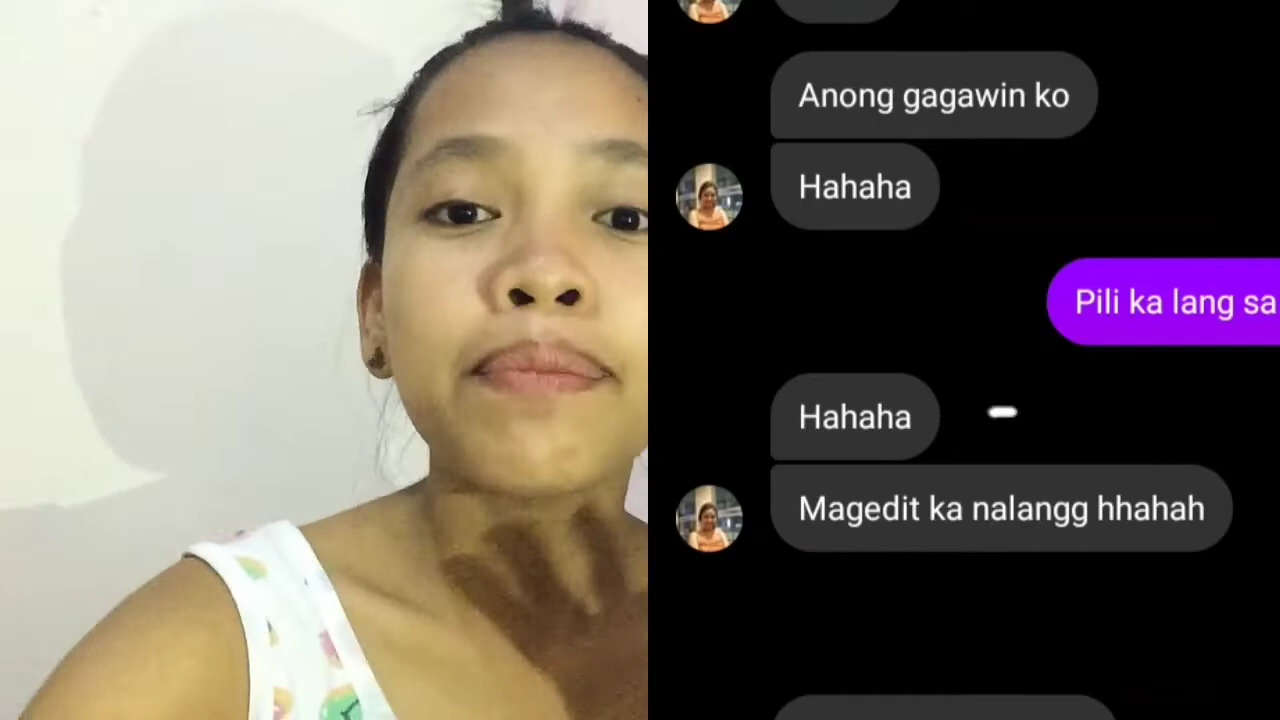 Anong gagawin ko
Hahaha
Pili ka lang sa
Hahaha
Magedit ka nalangg hhahah